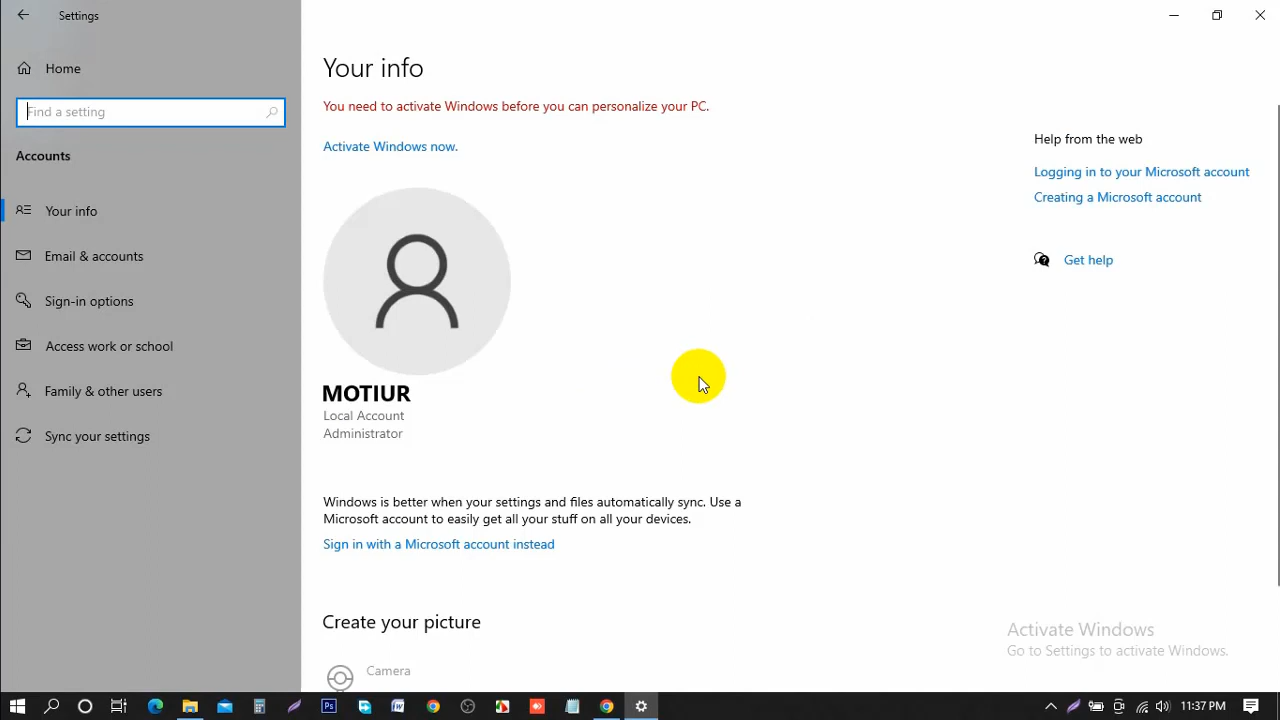 Settings
Home
Find a setting
Accounts
Your info
Email & accounts
Sign-in options
Access work or school
Family & other users
Sync your settings
Your info
You need to activate Windows before you can personalize your PC.
Activate Windows now.
MOTIUR
Local Account
Administrator
Windows is better when your settings and files automatically sync. Use a
Microsoft account to easily get all your stuff on all your devices.
Sign in with a Microsoft account instead
Create your picture
Camera
Help from the web
Logging in to your Microsoft account
Creating a Microsoft account
Get help
Activate Windows
Go to Settings to activate Windows.
Ps
11:37 PM